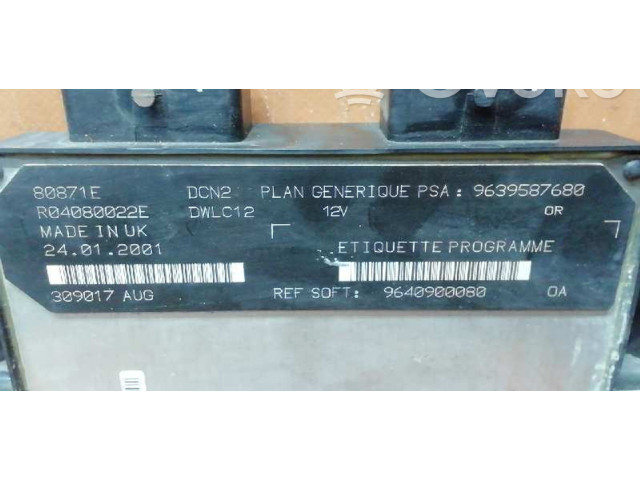 80871E DCN2 PLAN GENERIQUE PSA : 9639587680
R04080022E DWLC12 12V OR
MADE IN UK
24.01.2001 ETIQUETTE PROGRAMME
309017 AUG REF SOFT: 9640900080 OA